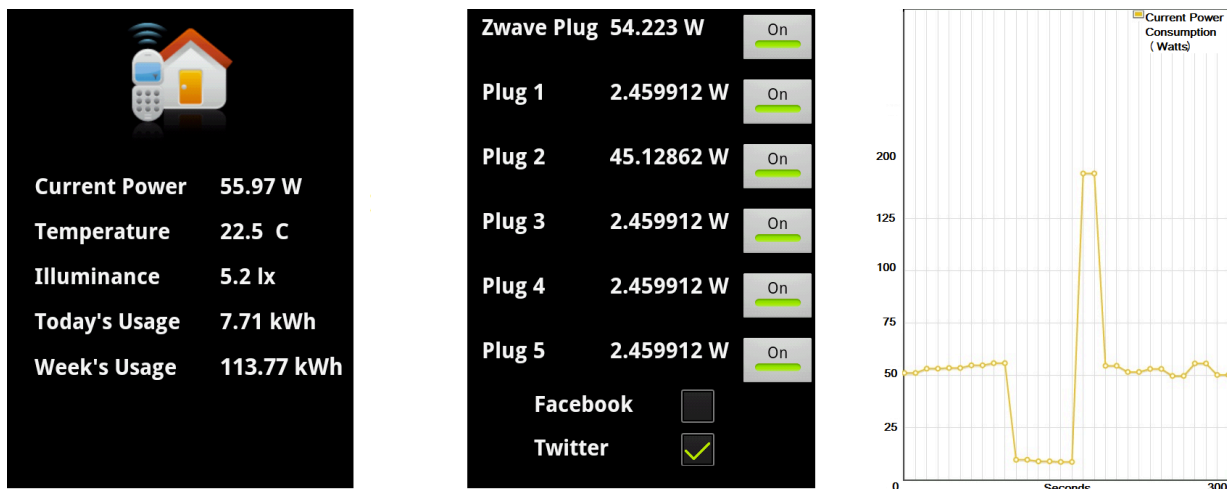 Current Power 55.97 W
Temperature 22.5 C
Illuminance 5.2 lx
Today's Usage 7.71 kWh
Week's Usage 113.77 kWh
Zwave Plug 54.223 W On
Plug 1 2.459912 W On
Plug 2 45.12862 W On
Plug 3 2.459912 W On
Plug 4 2.459912 W On
Plug 5 2.459912 W On
Facebook
Twitter
Current Power
Consumption
( Watts)
200
125
100
75
50
25
0 Seconds 300